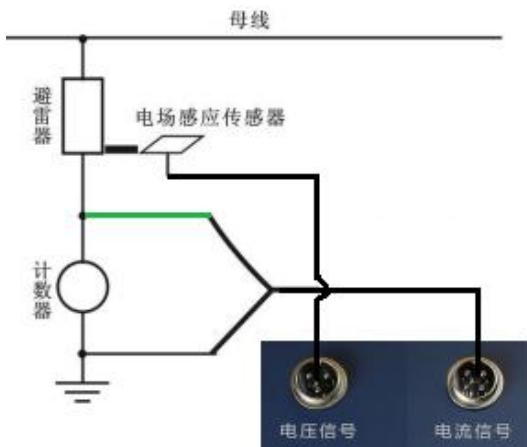 母线
避雷器
电场感应传感器
计数器
电压信号
电流信号